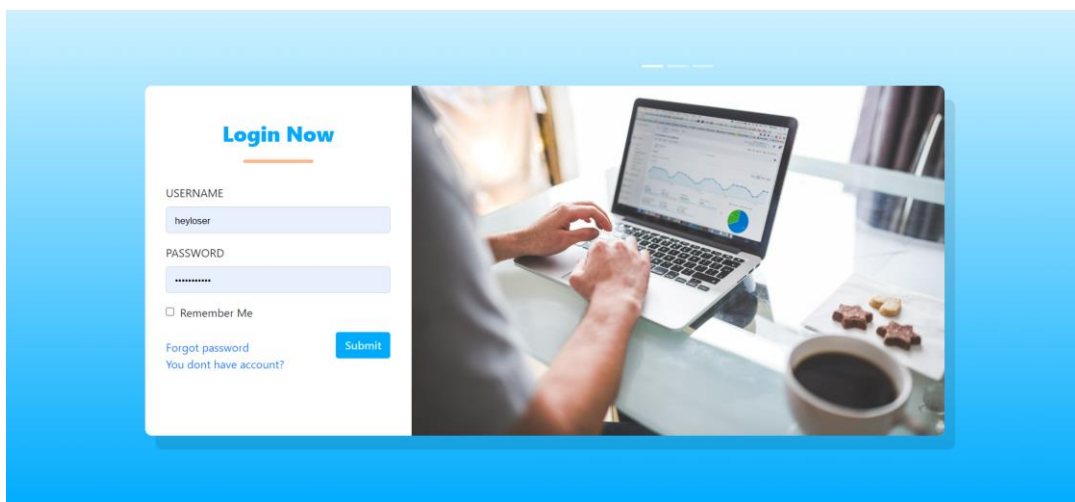 Login Now
USERNAME
heyloser
PASSWORD
•••••••••••
Remember Me
Forgot password
Submit
You dont have account?